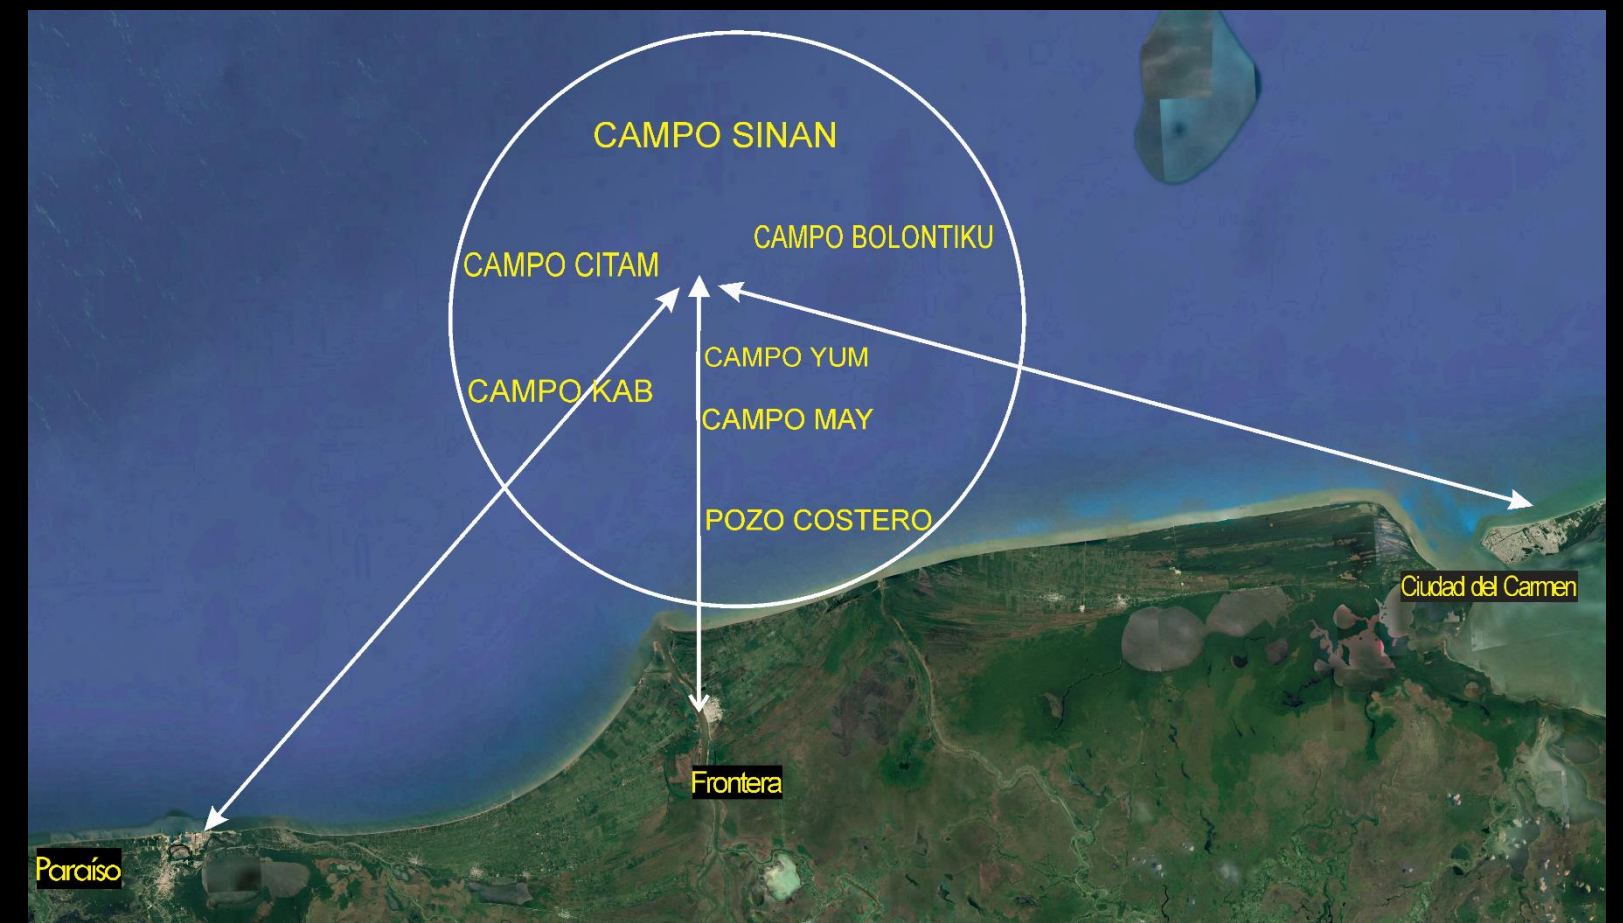 CAMPO SINAN
CAMPO BOLONTIKU
CAMPO CITAM
CAMPO YUM
CAMPO KAB
CAMPO MAY
POZO COSTERO
Ciudad del Carmen
Frontera
Paraíso